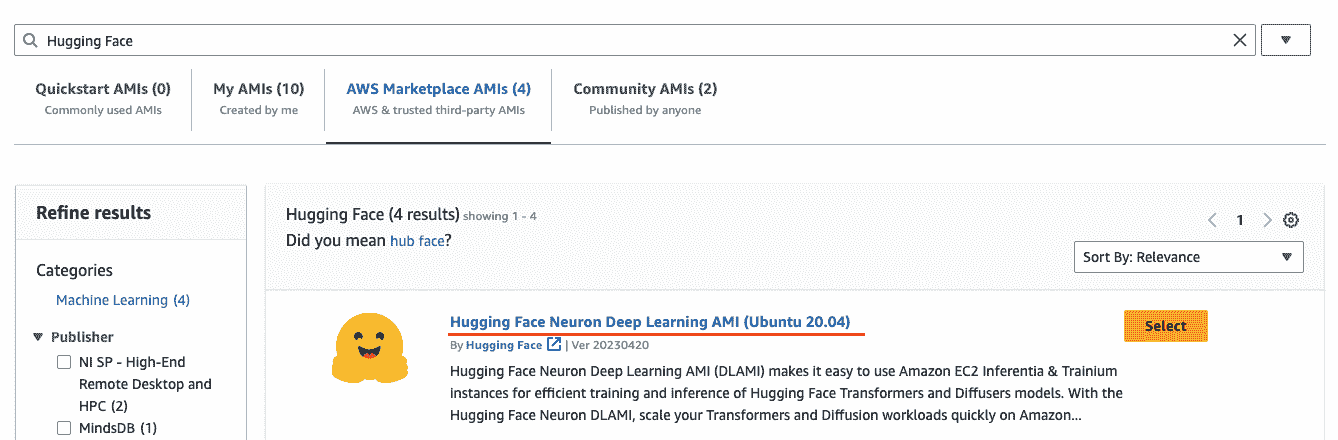 Hugging Face
Quickstart AMIs (0)
Commonly used AMIs
My AMIs (10)
Created by me
AWS Marketplace AMIs (4)
AWS & trusted third-party AMIs
Community AMIs (2)
Published by anyone
Refine results
Categories
Machine Learning (4)
Publisher
NI SP - High-End
Remote Desktop and
HPC (2)
MindsDB (1)
Hugging Face (4 results) showing 1 - 4
Did you mean hub face?
1
Sort By: Relevance
Hugging Face Neuron Deep Learning AMI (Ubuntu 20.04)
By Hugging Face | Ver 20230420
Hugging Face Neuron Deep Learning AMI (DLAMI) makes it easy to use Amazon EC2 Inferentia & Trainium
instances for efficient training and inference of Hugging Face Transformers and Diffusers models. With the
Hugging Face Neuron DLAMI, scale your Transformers and Diffusion workloads quickly on Amazon...
Select